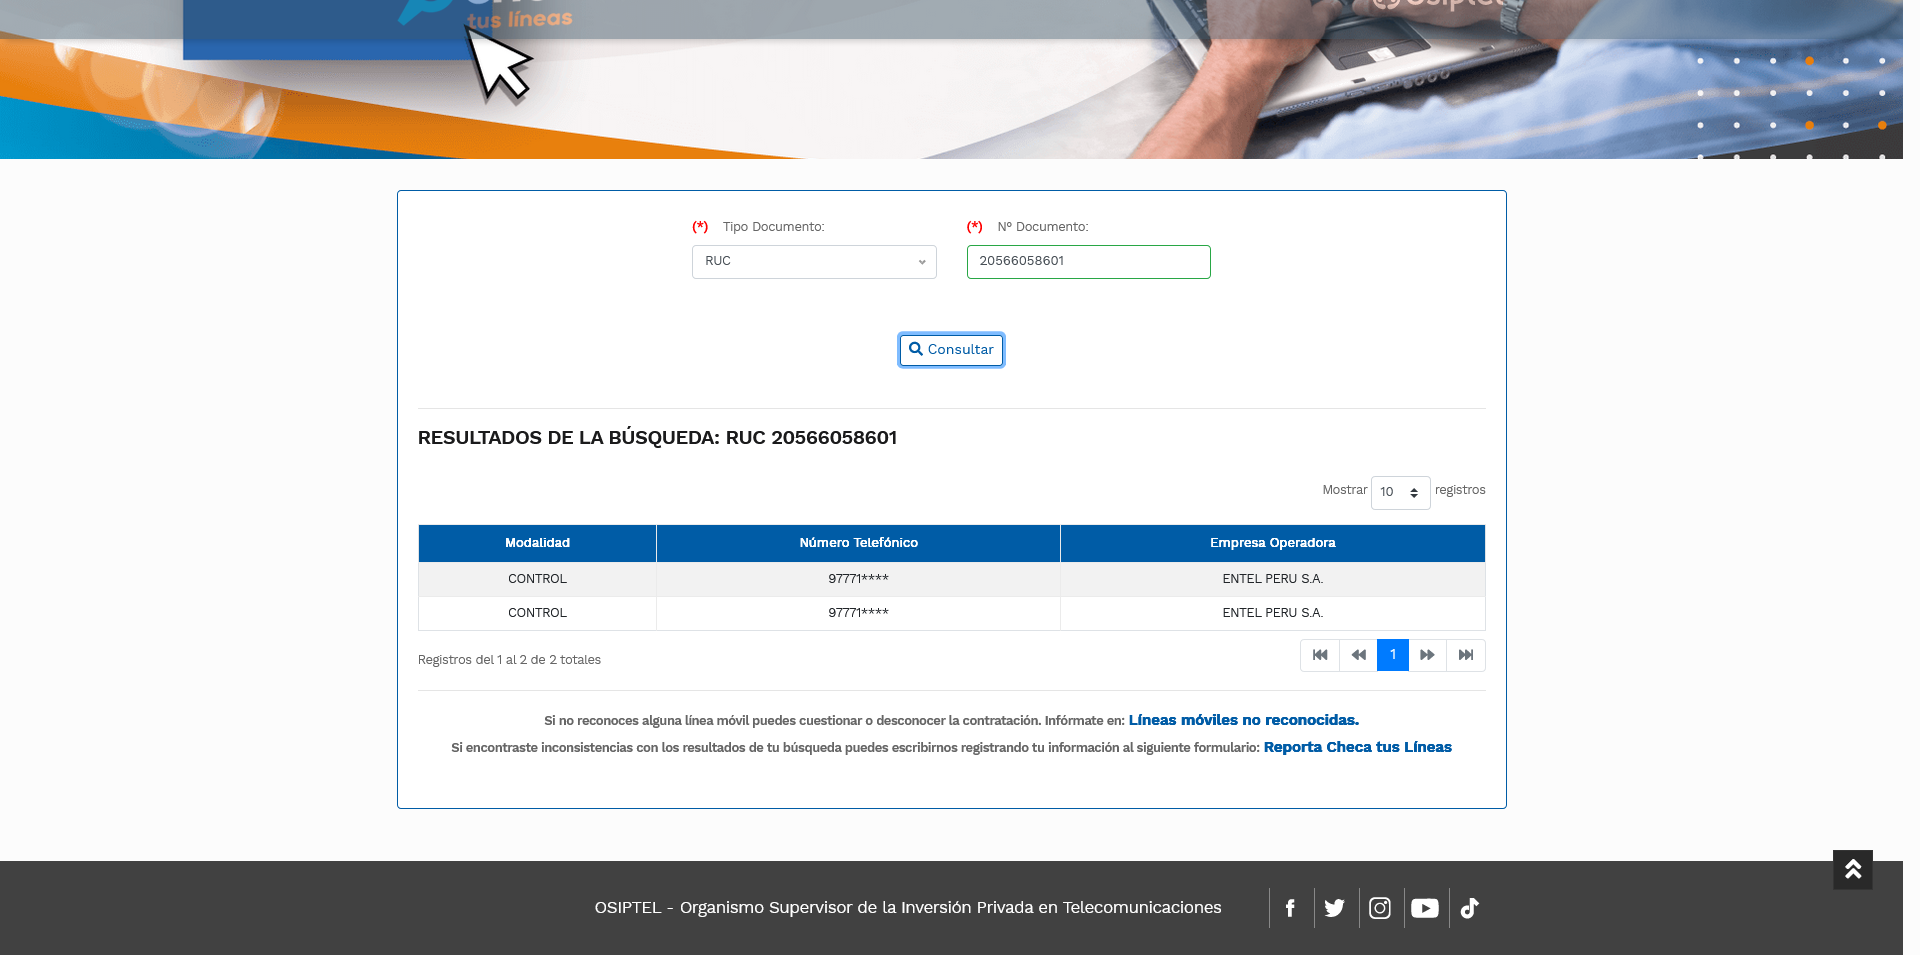 tus líneas
osiptel
(*) Tipo Documento:
(*) Nº Documento:
RUC
20566058601
Consultar
RESULTADOS DE LA BÚSQUEDA: RUC 20566058601
Mostrar 10 registros
Modalidad Número Telefónico Empresa Operadora
CONTROL 97771**** ENTEL PERU S.A.
CONTROL 97771**** ENTEL PERU S.A.
Registros del 1 al 2 de 2 totales
1
Si no reconoces alguna línea móvil puedes cuestionar o desconocer la contratación. Infórmate en: Líneas móviles no reconocidas.
Si encontraste inconsistencias con los resultados de tu búsqueda puedes escribirnos registrando tu información al siguiente formulario: Reporta Checa tus Líneas
OSIPTEL - Organismo Supervisor de la Inversión Privada en Telecomunicaciones